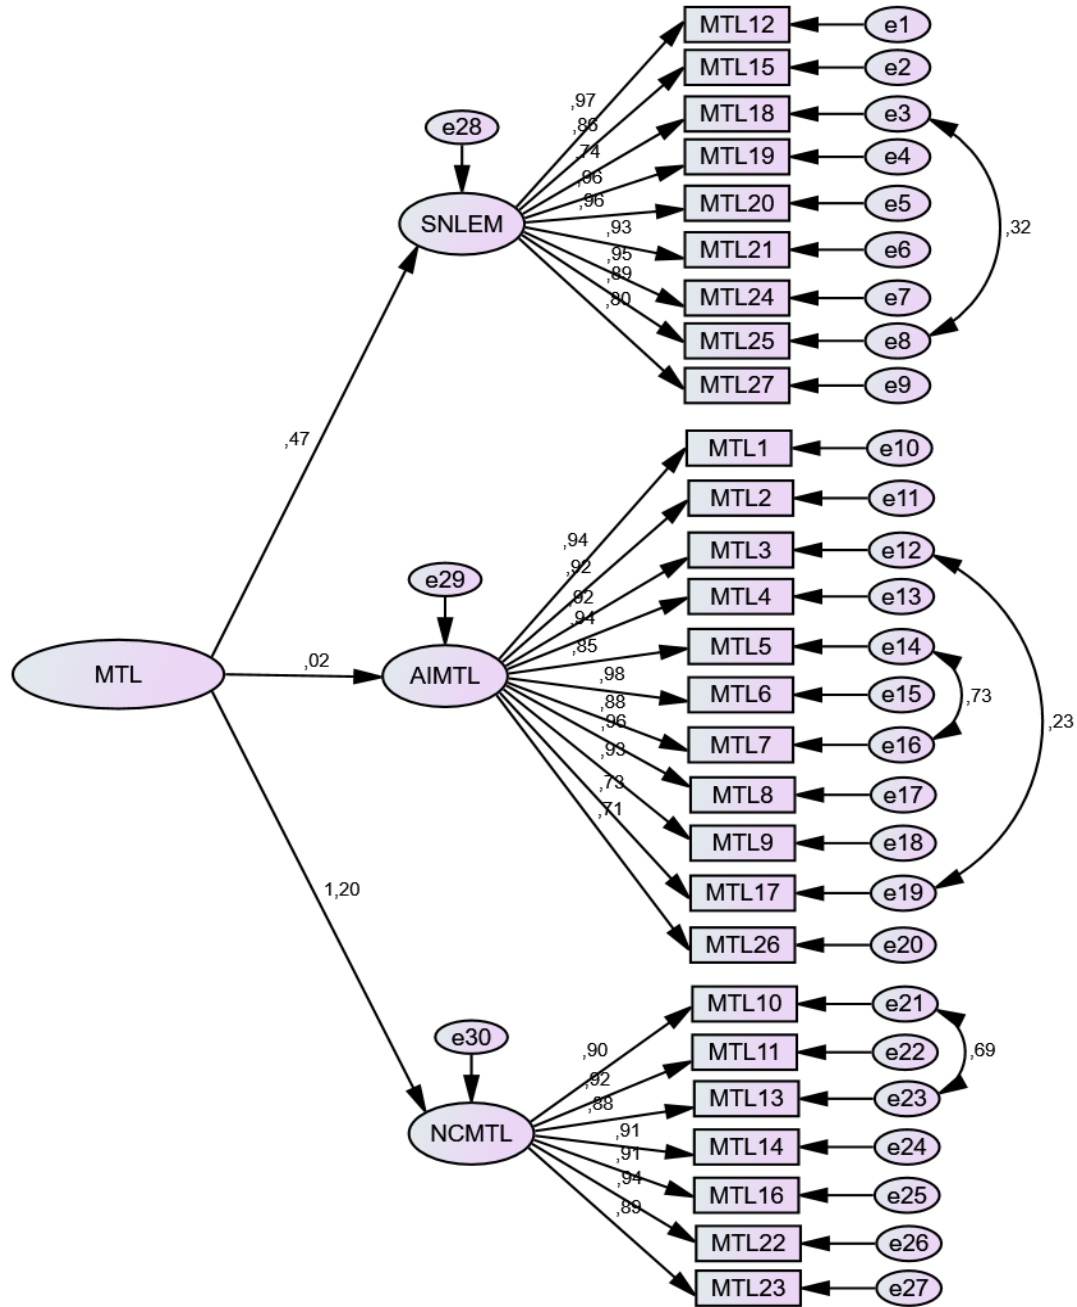 MTL12
e1
MTL15
e2
,97
MTL18
e3
e28
,86
,74
MTL19
e4
,96
,96
MTL20
e5
SNLEM
,93
,32
MTL21
e6
,95
,89
MTL24
e7
,80
MTL25
e8
MTL27
e9
,47
MTL1
e10
MTL2
e11
,94
MTL3
e12
,92
e29
,92
MTL4
e13
,94
,85
MTL5
e14
,02
MTL
AIMTL
,98
MTL6
e15
,73
,88
,96
,23
MTL7
e16
,93
,73
MTL8
e17
,71
MTL9
e18
1,20
MTL17
e19
MTL26
e20
MTL10
e21
e30
,90
MTL11
e22
,69
,92
,88
MTL13
e23
NCMTL
,91
MTL14
e24
,91
,94
MTL16
e25
,89
MTL22
e26
MTL23
e27